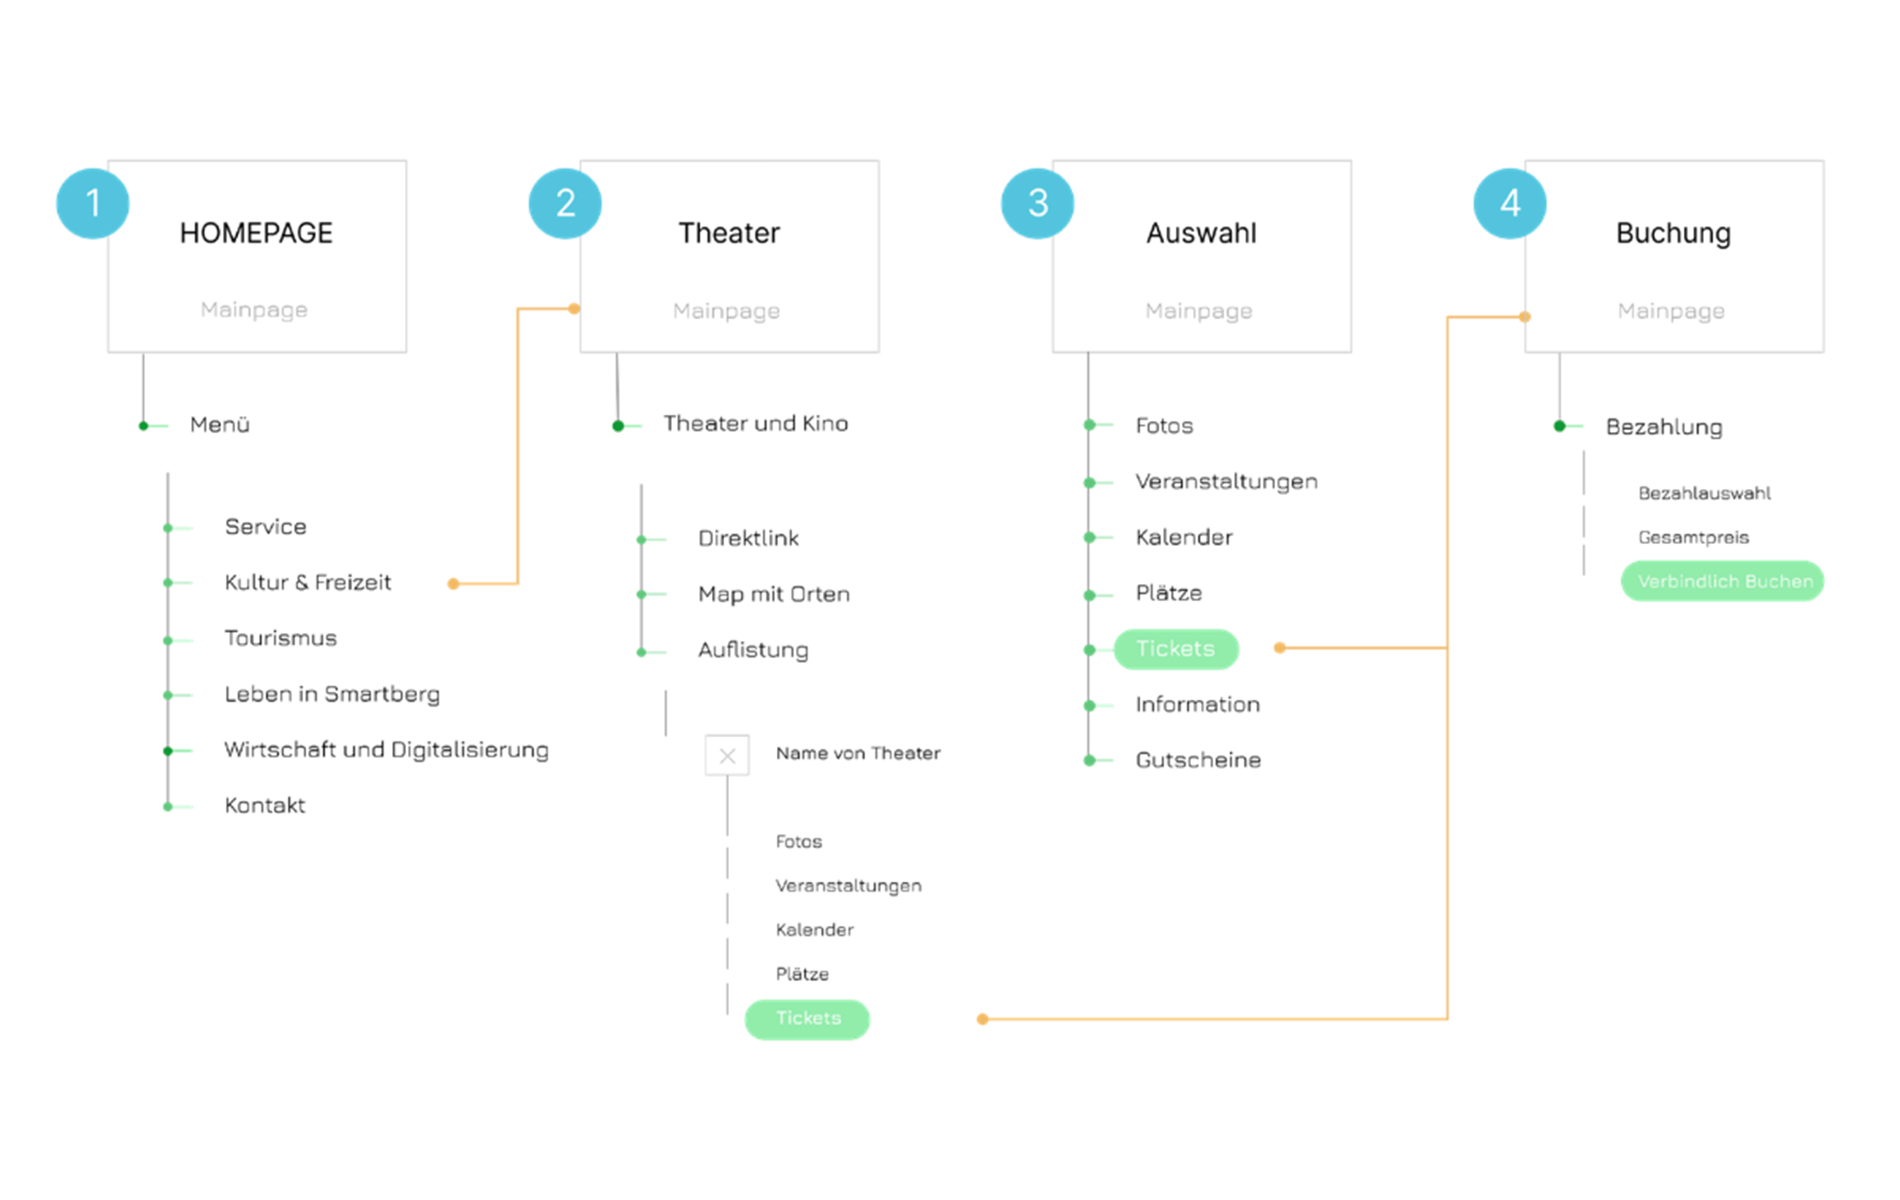 1
HOMEPAGE
Mainpage
Menü
Service
Kultur & Freizeit
Tourismus
Leben in Smartberg
Wirtschaft und Digitalisierung
Kontakt
2
Theater
Mainpage
Theater und Kino
Direktlink
Map mit Orten
Auflistung
Name von Theater
Fotos
Veranstaltungen
Kalender
Plätze
Tickets
3
Auswahl
Mainpage
Fotos
Veranstaltungen
Kalender
Plätze
Tickets
Information
Gutscheine
4
Buchung
Mainpage
Bezahlung
Bezahlauswahl
Gesamtpreis
Verbindlich Buchen